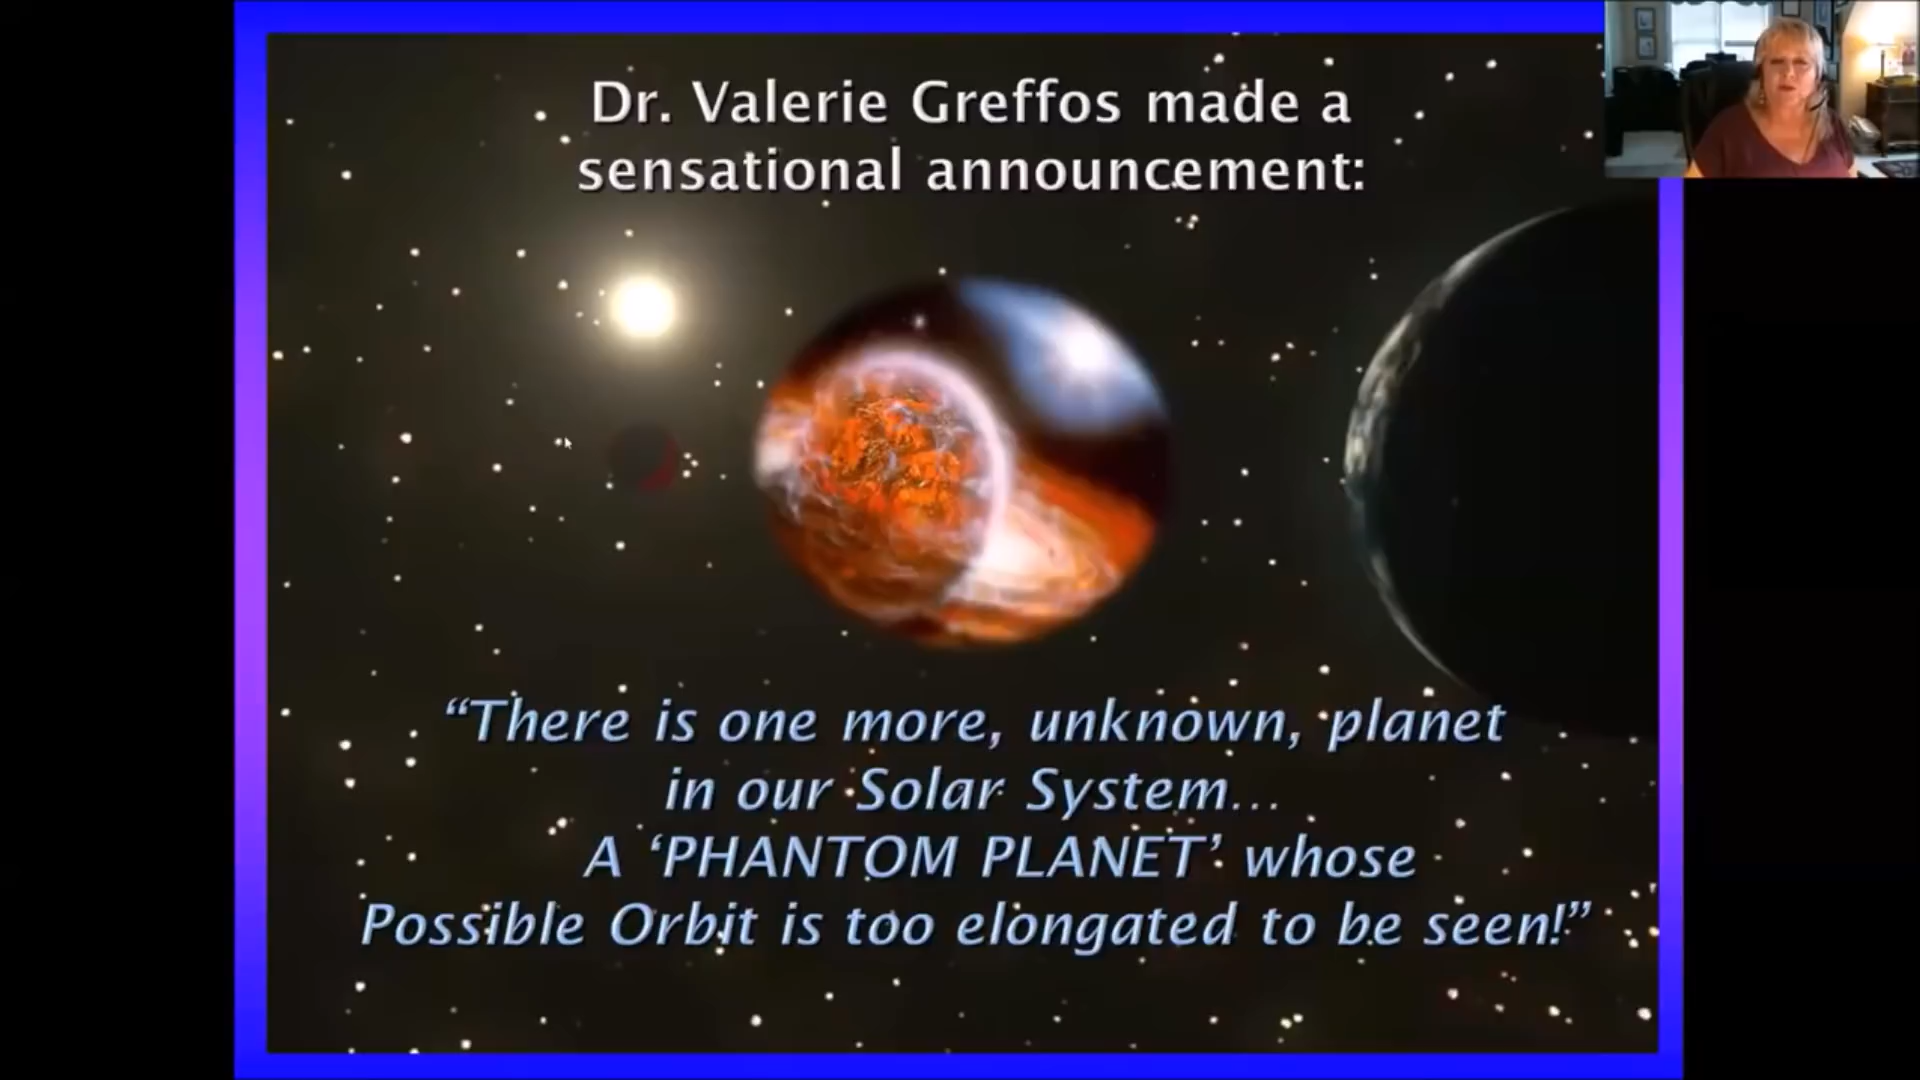 Dr. Valerie Greffos made a
sensational announcement:
“There is one more, unknown, planet
in our Solar System...
A ‘PHANTOM PLANET’ whose
Possible Orbit is too elongated to be seen!”